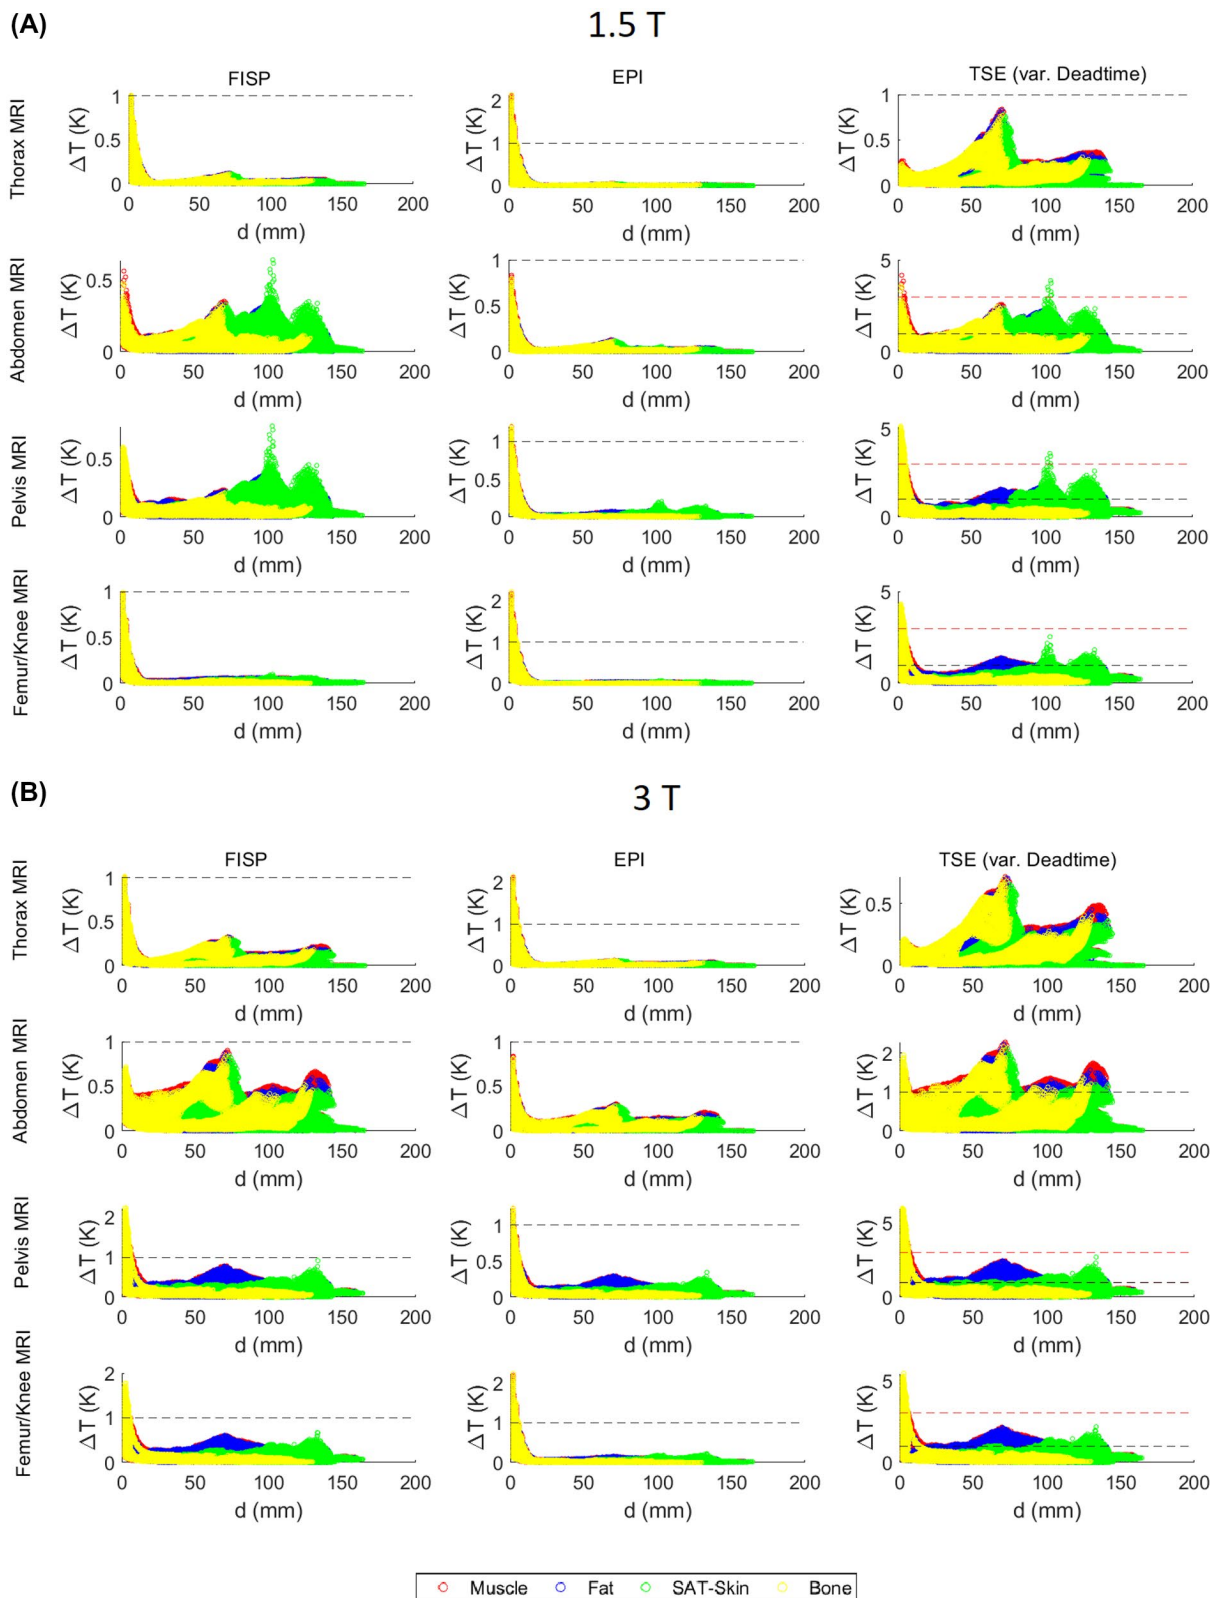 (A)
1.5 T
FISP
EPI
TSE (var. Deadtime)
Thorax MRI
ΔT (K)
1
0.5
0
0 50 100 150 200
d (mm)
ΔT (K)
2
1
0
0 50 100 150 200
d (mm)
ΔT (K)
1
0.5
0
0 50 100 150 200
d (mm)
Abdomen MRI
ΔT (K)
0.5
0
0 50 100 150 200
d (mm)
ΔT (K)
1
0.5
0
0 50 100 150 200
d (mm)
ΔT (K)
5
0
0 50 100 150 200
d (mm)
Pelvis MRI
ΔT (K)
0.5
0
0 50 100 150 200
d (mm)
ΔT (K)
1
0.5
0
0 50 100 150 200
d (mm)
ΔT (K)
5
0
0 50 100 150 200
d (mm)
Femur/Knee MRI
ΔT (K)
1
0.5
0
0 50 100 150 200
d (mm)
ΔT (K)
2
1
0
0 50 100 150 200
d (mm)
ΔT (K)
5
0
0 50 100 150 200
d (mm)
(B)
3 T
FISP
EPI
TSE (var. Deadtime)
Thorax MRI
ΔT (K)
1
0.5
0
0 50 100 150 200
d (mm)
ΔT (K)
2
1
0
0 50 100 150 200
d (mm)
ΔT (K)
0.5
0
0 50 100 150 200
d (mm)
Abdomen MRI
ΔT (K)
1
0.5
0
0 50 100 150 200
d (mm)
ΔT (K)
1
0.5
0
0 50 100 150 200
d (mm)
ΔT (K)
2
1
0
0 50 100 150 200
d (mm)
Pelvis MRI
ΔT (K)
2
1
0
0 50 100 150 200
d (mm)
ΔT (K)
1
0.5
0
0 50 100 150 200
d (mm)
ΔT (K)
5
0
0 50 100 150 200
d (mm)
Femur/Knee MRI
ΔT (K)
2
1
0
0 50 100 150 200
d (mm)
ΔT (K)
2
1
0
0 50 100 150 200
d (mm)
ΔT (K)
5
0
0 50 100 150 200
d (mm)
Muscle Fat SAT-Skin Bone